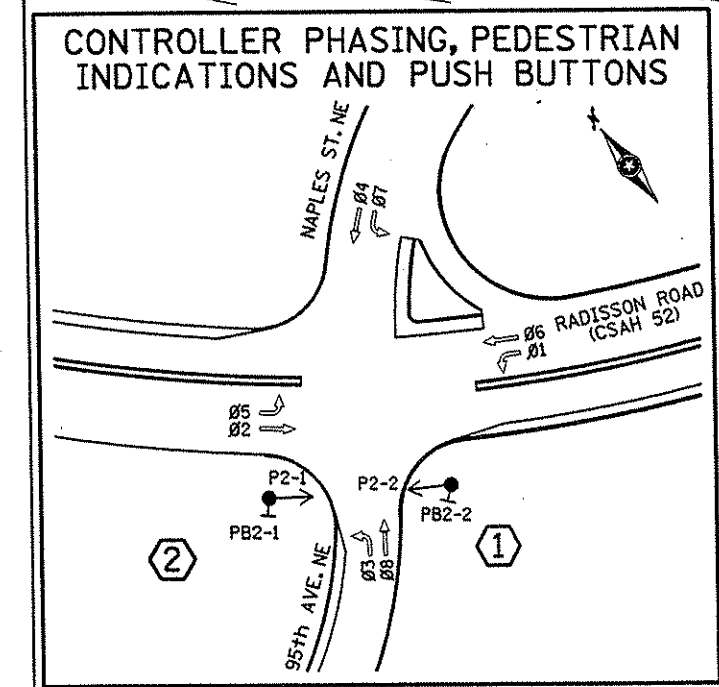 CONTROLLER PHASING, PEDESTRIAN
INDICATIONS AND PUSH BUTTONS
NAPLES ST. NE
Ø4
Ø7
N
Ø6
Ø1
RADISSON ROAD
(CSAH 52)
Ø5
Ø2
P2-1
PB2-1
P2-2
PB2-2
2
1
Ø3
Ø8
95th AVE. NE